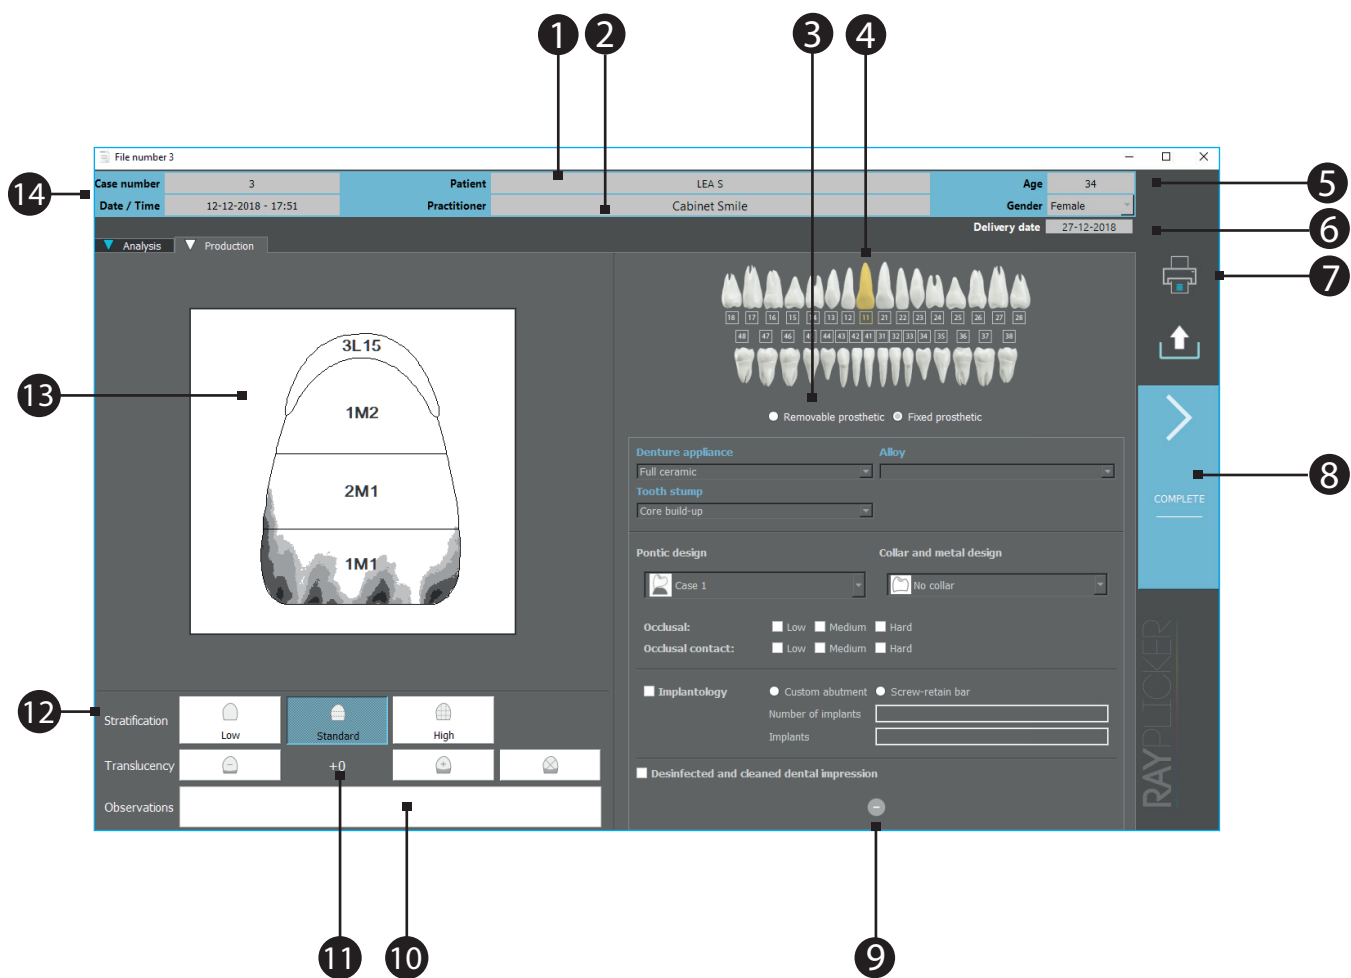 1 2 3 4
File number 3
Case number 3 Patient LEA S Age 34
Date / Time 12-12-2018 - 17:51 Practitioner Cabinet Smile Gender Female
Delivery date 27-12-2018
14 5 6 7
Analysis Production
18 17 16 15 14 13 12 11 21 22 23 24 25 26 27 28
48 47 46 45 44 43 42 41 31 32 33 34 35 36 37 38
3L15
1M2
2M1
1M1
13
Removable prosthetic Fixed prosthetic
Denture appliance Alloy
Full ceramic
Tooth stump
Core build-up
COMPLETE
8
Pontic design Collar and metal design
Case 1 No collar
Occlusal: Low Medium Hard
Occlusal contact: Low Medium Hard
Implantology Custom abutment Screw-retain bar
Number of implants
Implants
Desinfected and cleaned dental impression
RAYPLICKER
12
Stratification Low Standard High
Translucency +0
Observations
11 10 9